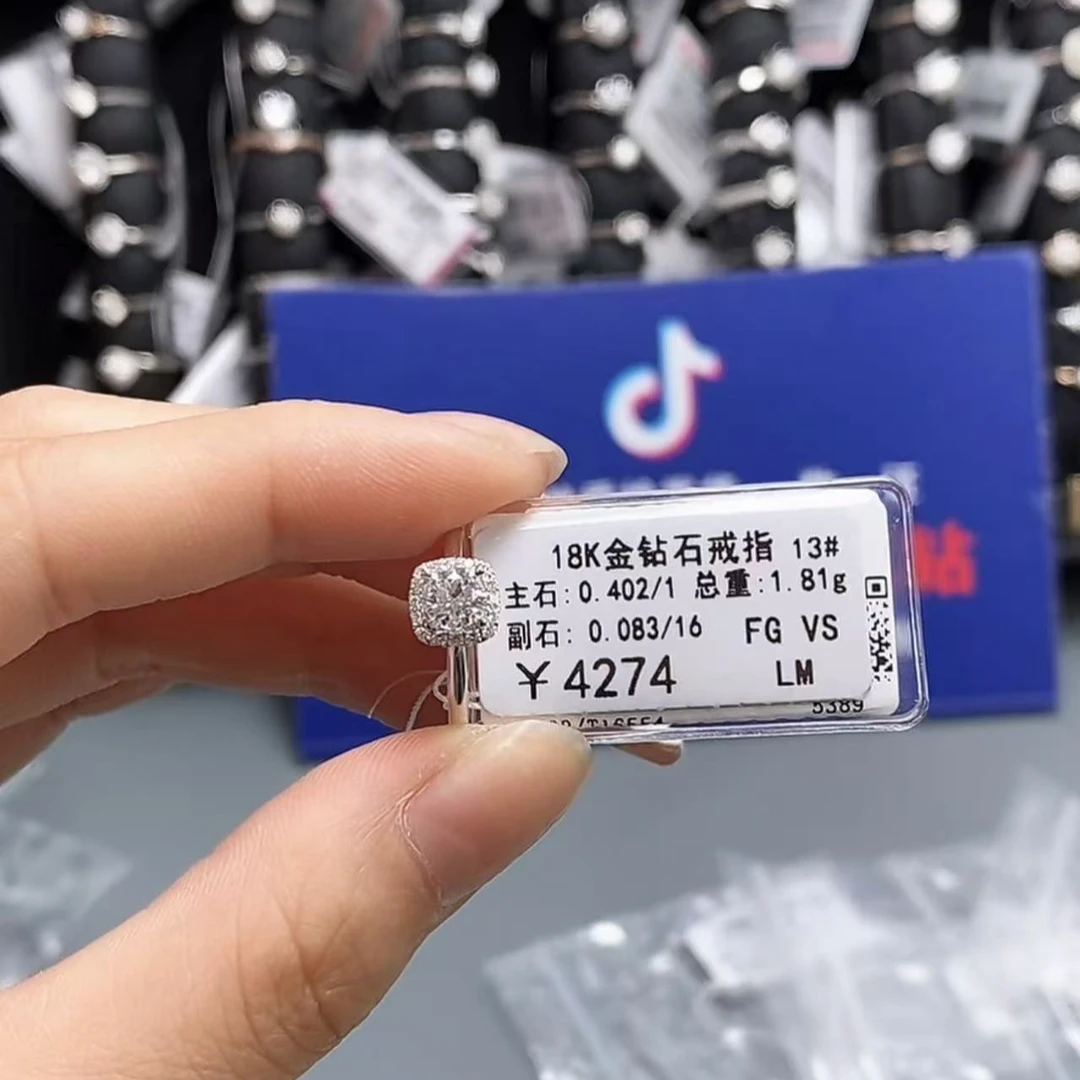 18K金钻石戒指 13#
主石: 0.402/1 总重:1.81g
副石: 0.083/16 FG VS
￥4274 LM
5389
站